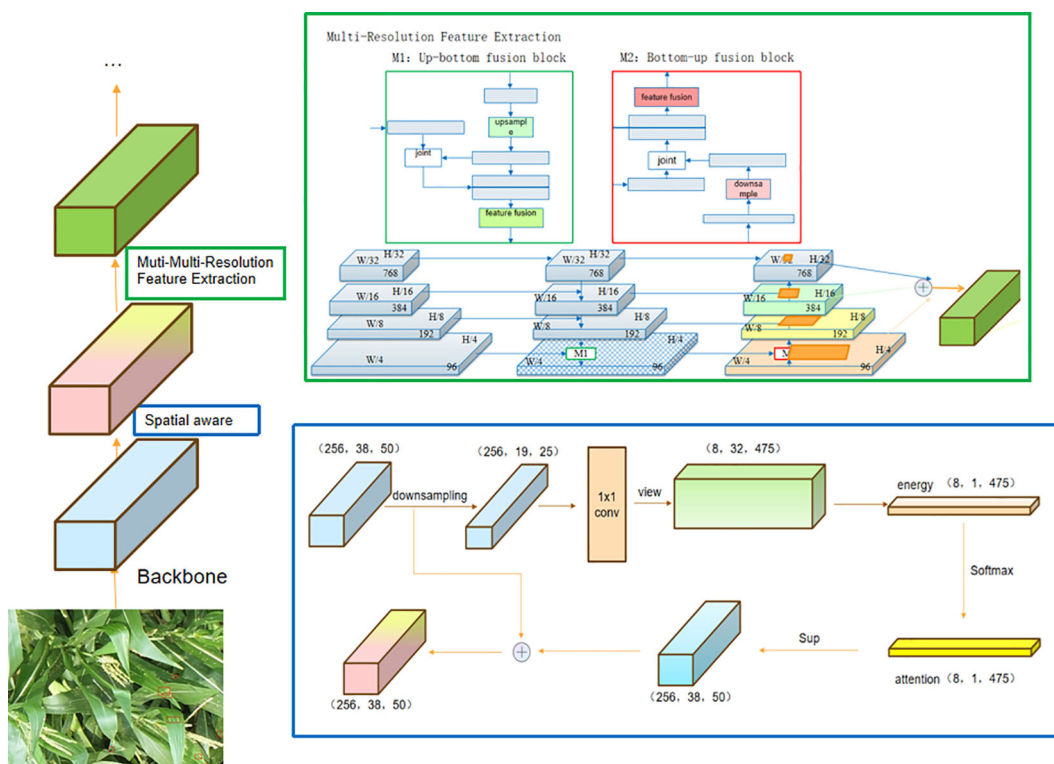 ...
Muti-Multi-Resolution
Feature Extraction
Spatial aware
Backbone
Multi-Resolution Feature Extraction
M1: Up-bottom fusion block
M2: Bottom-up fusion block
upsampl
e
joint
feature fusion
feature fusion
joint
downsa
mple
W/32 H/32
768
W/16 H/16
384
W/8 H/8
192
W/4 H/4
96
W/32 H/32
768
W/16 H/16
384
W/8 H/8
192
W/4 H/4
M1
96
H/32
768
W/16 H/16
384
W/8 H/8
192
W/4 H/4
96
(256, 38, 50)
downsampling
(256, 19, 25)
1x1
conv
view
(8, 32, 475)
energy (8, 1, 475)
Softmax
attention (8, 1, 475)
Sup
(256, 38, 50)
(256, 38, 50)